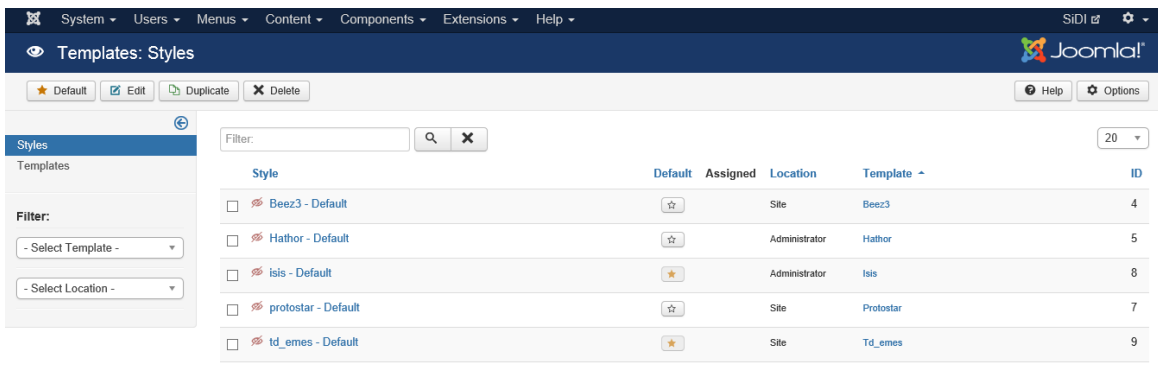 System Users Menus Content Components Extensions Help SiDI
Templates: Styles Joomla!
Default Edit Duplicate Delete Help Options
Styles
Templates
Filter:
- Select Template -
- Select Location -
Filter: 20
Style Default Assigned Location Template ID
Beez3 - Default Site Beez3 4
Hathor - Default Administrator Hathor 5
isis - Default Administrator Isis 8
protostar - Default Site Protostar 7
td_emes - Default Site Td_emes 9